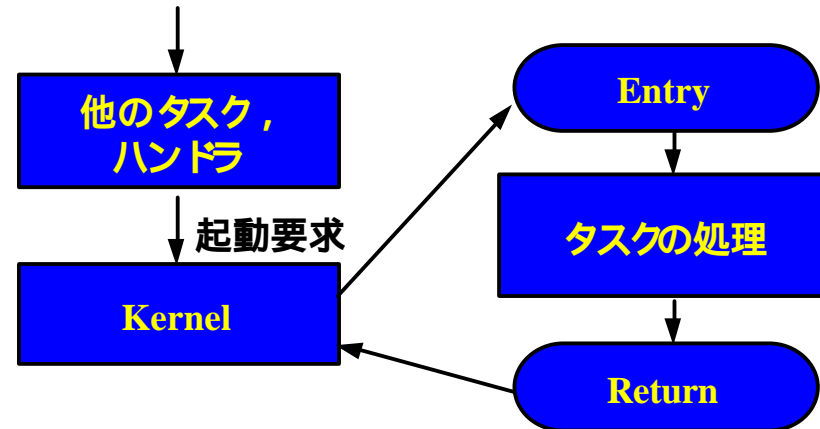 他のタスク,
ハンドラ
起動要求
Kernel
Entry
タスクの処理
Return